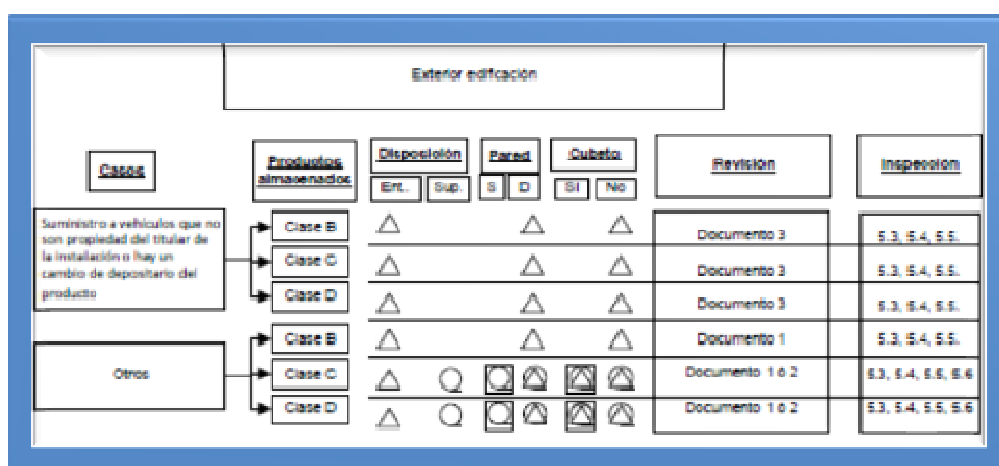 Exterior edificación
Casos
Productos
almacenados
Disposición
Pared
Cubeto
Revisión
Inspección
Ent..
Sup.
S
D
Sí
No
Suministro a vehículos que no
son propiedad del titular de
la instalación o hay un
cambio de depositario del
producto
Clase B
Documento 3
5.3, 5.4, 5.5.
Clase C
Documento 3
5.3, 5.4, 5.5.
Clase D
Documento 3
5.3, 5.4, 5.5.
Otros
Clase B
Documento 1
5.3, 5.4, 5.5.
Clase C
Documento 1 ó 2
5.3, 5.4, 5.5, 5.6
Clase D
Documento 1 ó 2
5.3, 5.4, 5.5, 5.6